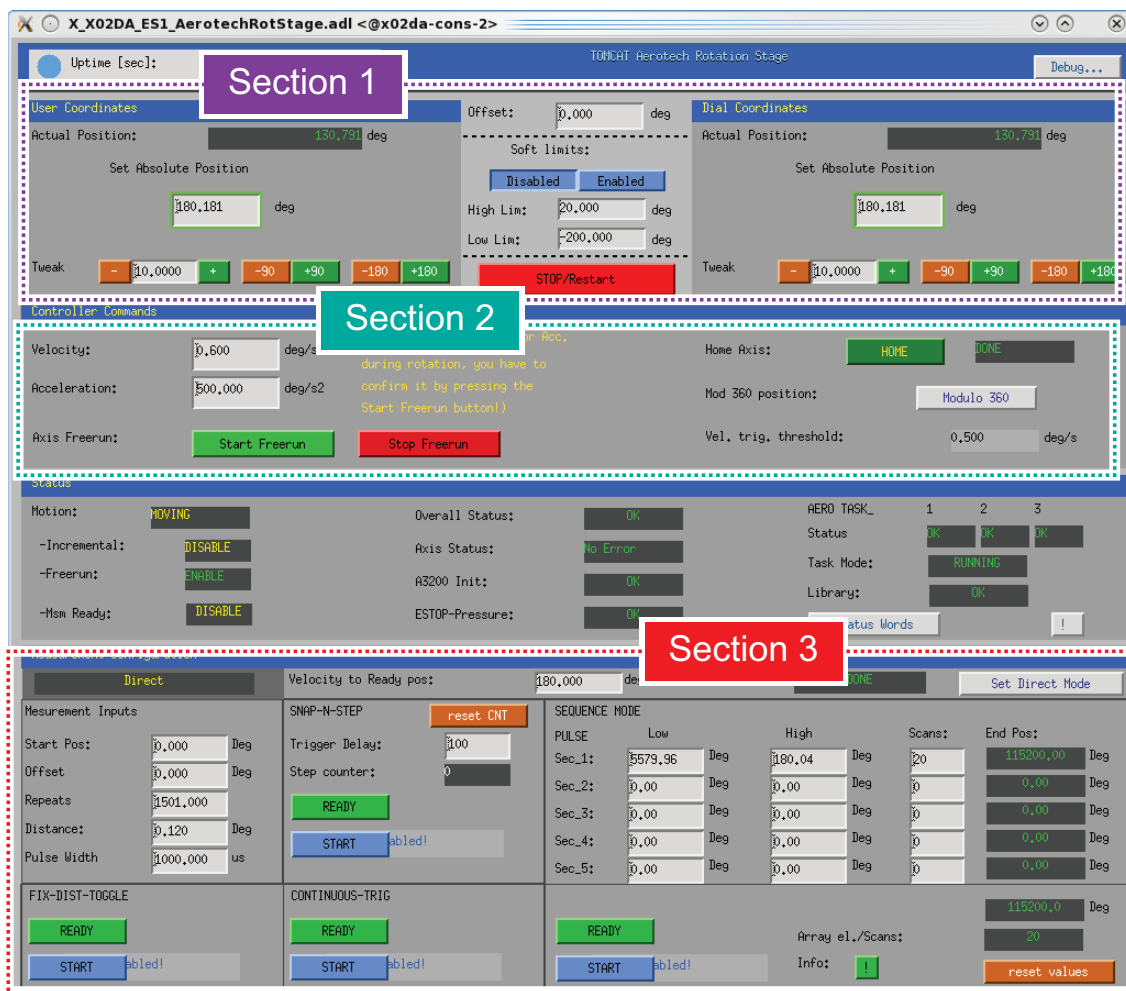 X_X02DA_ES1_AerotechRotStage.adl <@x02da-cons-2>
Uptime [sec]:
TOMCAT Aerotech Rotation Stage
Debug...
Section 1
User Coordinates
Actual Position: 130.791 deg
Set Absolute Position
180.181 deg
Tweak - 10.0000 + -90 +90 -180 +180
Offset: 0.000 deg
Soft limits:
Disabled Enabled
High Lim: 20.000 deg
Low Lim: -200.000 deg
STOP/Restart
Dial Coordinates
Actual Position: 130.791 deg
Set Absolute Position
180.181 deg
Tweak - 10.0000 + -90 +90 -180 +180
Controller Commands
Section 2
Velocity: 0.600 deg/s
Acceleration: 500.000 deg/s2
Axis Freerun: Start Freerun Stop Freerun
or Acc.
during rotation, you have to
confirm it by pressing the
Start Freerun button!)
Home Axis: HOME DONE
Mod 360 position: Modulo 360
Vel. trig. threshold: 0.500 deg/s
Status
Motion: MOVING
-Incremental: DISABLE
-Freerun: ENABLE
-Msm Ready: DISABLE
Overall Status: OK
Axis Status: No Error
A3200 Init: OK
ESTOP-Pressure: OK
AERO TASK_ 1 2 3
Status OK OK OK
Task Mode: RUNNING
Library: OK
atus Words !
Section 3
Direct
Velocity to Ready pos: 180.000 de
DONE
Set Direct Mode
Mesurement Inputs
Start Pos: 0.000 Deg
Offset 0.000 Deg
Repeats 1501.000
Distance: 0.120 Deg
Pulse Width 1000.000 us
SNAP-N-STEP reset CNT
Trigger Delay: 100
Step counter: 0
READY
START abled!
SEQUENCE MODE
PULSE Low High Scans: End Pos:
Sec_1: 5579.96 Deg 180.04 Deg 20 115200.00 Deg
Sec_2: 0.00 Deg 0.00 Deg 0 0.00 Deg
Sec_3: 0.00 Deg 0.00 Deg 0 0.00 Deg
Sec_4: 0.00 Deg 0.00 Deg 0 0.00 Deg
Sec_5: 0.00 Deg 0.00 Deg 0 0.00 Deg
FIX-DIST-TOGGLE
READY
START abled!
CONTINUOUS-TRIG
READY
START abled!
READY
START abled!
115200.0 Deg
Array el./Scans: 20
Info: !
reset values